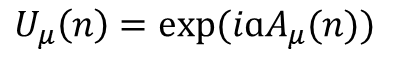 U_μ(n) = exp(iaA_μ(n))